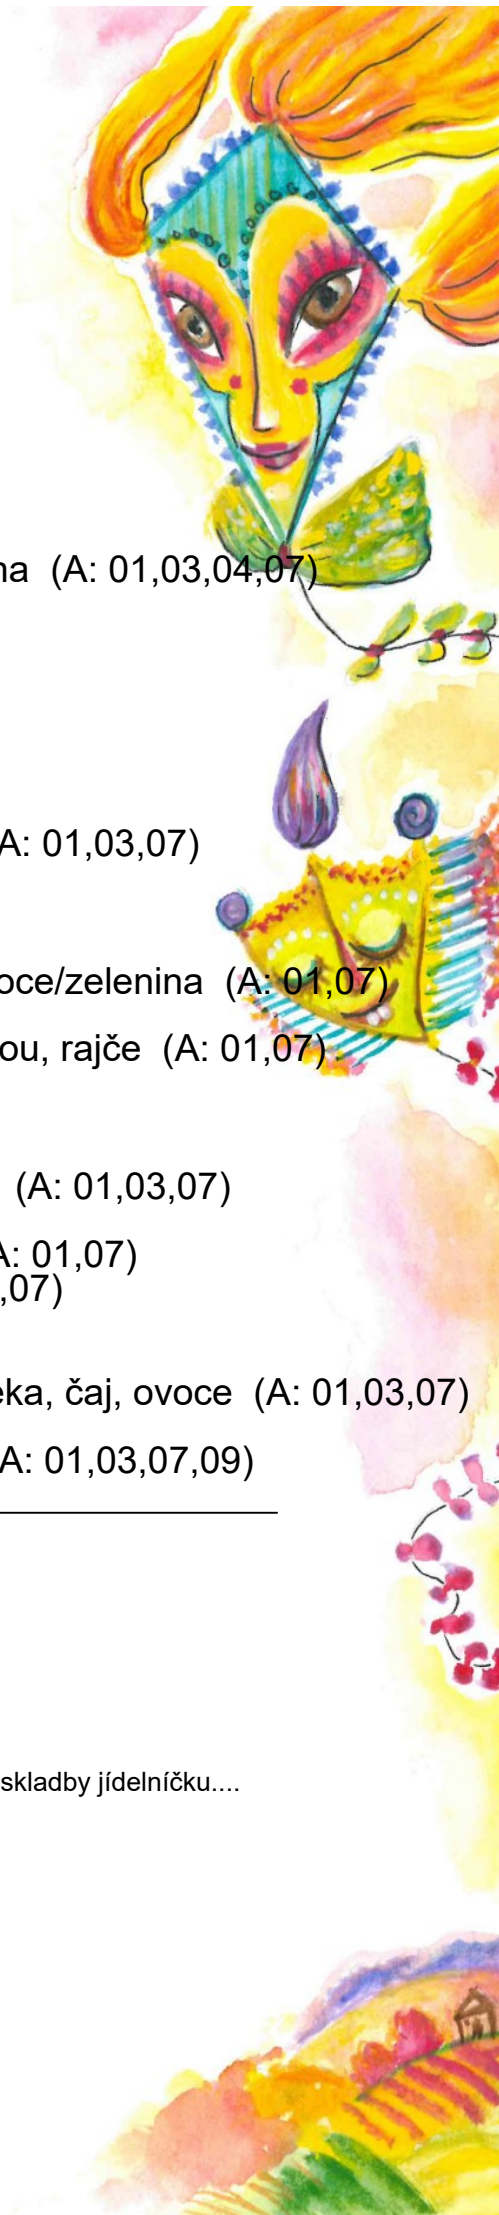 na (A: 01,03,04,07)
A: 01,03,07)
oce/zelenina (A: 01,07)
ou, rajče (A: 01,07)
(A: 01,03,07)
A: 01,07)
,07)
eka, čaj, ovoce (A: 01,03,07)
A: 01,03,07,09)
skladby jídelníčku....